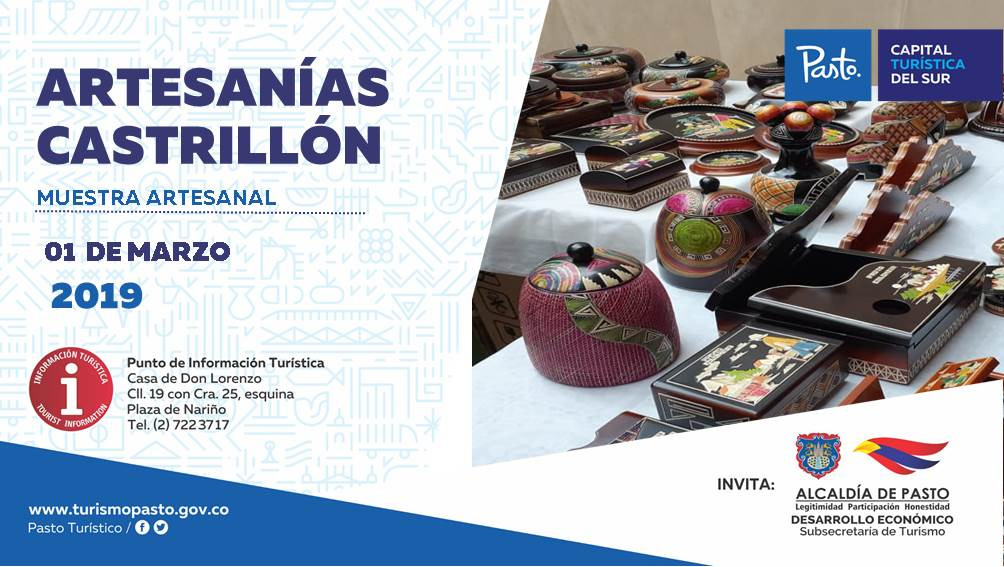 ARTESANÍAS
CASTRILLÓN
MUESTRA ARTESANAL
01 DE MARZO
2019
INFORMACIÓN TURÍSTICA
i
TOURIST INFORMATION
Punto de Información Turística
Casa de Don Lorenzo
Cll. 19 con Cra. 25, esquina
Plaza de Nariño
Tel. (2) 7223717
www.turismopasto.gov.co
Pasto Turístico /
Pasto.
CAPITAL
TURÍSTICA
DEL SUR
INVITA:
ALCALDÍA DE PASTO
Legitimidad Participación Honestidad
DESARROLLO ECONÓMICO
Subsecretaría de Turismo